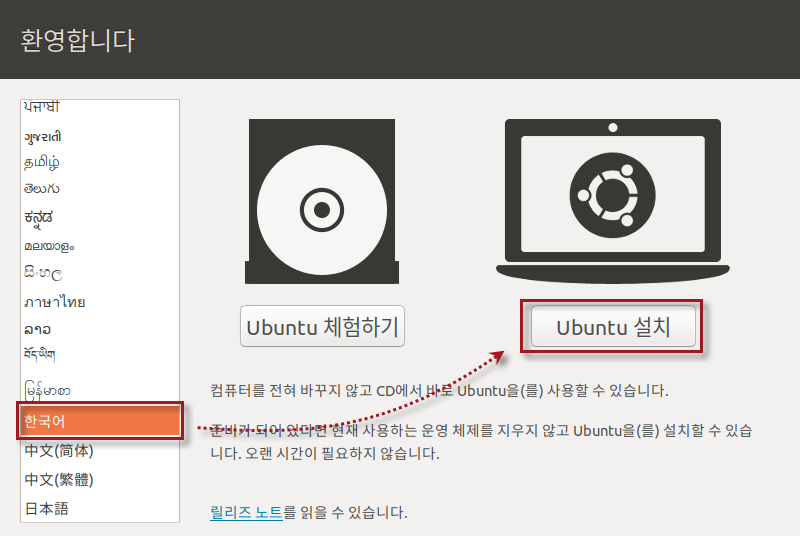 환영합니다
ਪੰਜਾਬੀ
ગુજરાતી
தமிழ்
తెలుగు
ಕನ್ನಡ
മലയാളം
සිංහල
ภาษาไทย
ລາວ
བོད་ཡིག
မြန်မာစာ
한국어
中文(简体)
中文(繁體)
日本語
Ubuntu 체험하기
Ubuntu 설치
컴퓨터를 전혀 바꾸지 않고 CD에서 바로 Ubuntu을(를) 사용할 수 있습니다.
준비가 되어 있다면 현재 사용하는 운영 체제를 지우지 않고 Ubuntu을(를) 설치할 수 있습
니다. 오랜 시간이 필요하지 않습니다.
릴리즈 노트를 읽을 수 있습니다.